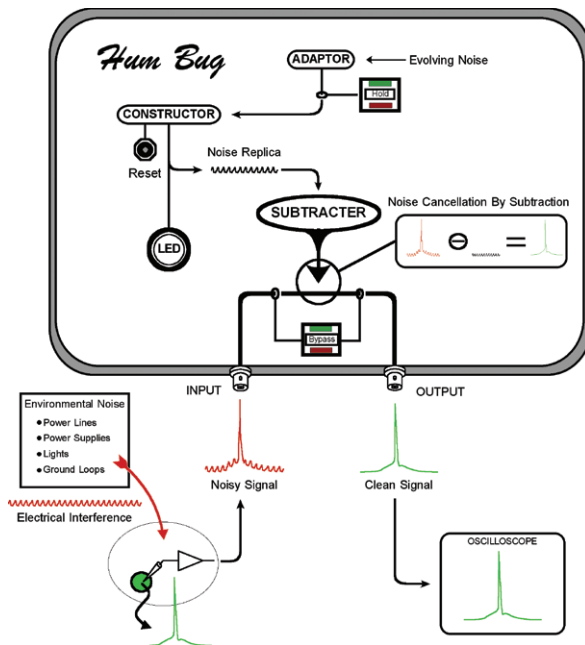 Hum Bug
ADAPTOR
Evolving Noise
Hold
CONSTRUCTOR
Reset
Noise Replica
SUBTRACTER
Noise Cancellation By Subtraction
LED
Bypass
INPUT
OUTPUT
Environmental Noise
●Power Lines
●Power Supplies
●Lights
●Ground Loops
Noisy Signal
Clean Signal
Electrical Interference
OSCILLOSCOPE